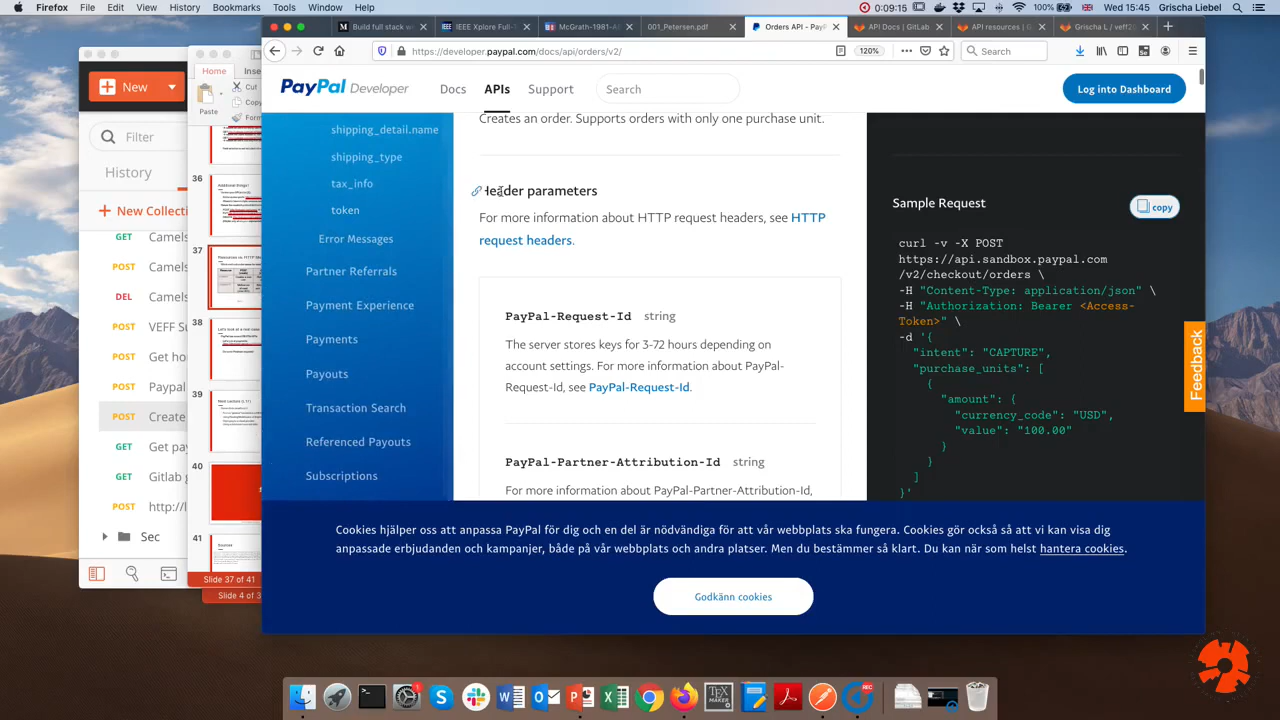 Firefox File Edit View History Bookmarks Tools Window Help
09:15 100% Wed 15:45 Grischa Liebel
Build full stack w
IEEE Xplore Full-
McGrath-1981-A
001_Petersen.pdf
Orders API - PayP
API Docs | GitLab
API resources | G
Grischa L / veff20
https://developer.paypal.com/docs/api/orders/v2/
120%
Search
New
Filter
History
New Collecti
GET Camels
POST Camels
DEL Camels
POST VEFF Su
GET Get ho
POST Paypal
POST Create
GET Get pay
GET Gitlab g
POST http://l
Sec
Home Inse
Paste
Cut
Copy
Form
36
37
38
39
40
41
Slide 37 of 41
Slide 4 of 3
PayPal Developer
Docs APIs Support
Search
Log into Dashboard
shipping_detail.name
shipping_type
tax_info
token
Error Messages
Partner Referrals
Payment Experience
Payments
Payouts
Transaction Search
Referenced Payouts
Subscriptions
Creates an order. Supports orders with only one purchase unit.
Header parameters
For more information about HTTP request headers, see HTTP
request headers.
PayPal-Request-Id string
The server stores keys for 3-72 hours depending on
account settings. For more information about PayPal-
Request-Id, see PayPal-Request-Id.
PayPal-Partner-Attribution-Id string
For more information about PayPal-Partner-Attribution-Id,
Sample Request
copy
curl -v -X POST
https://api.sandbox.paypal.com
/v2/checkout/orders \
-H "Content-Type: application/json" \
-H "Authorization: Bearer <Access-
Token>" \
-d '{
"intent": "CAPTURE",
"purchase_units": [
{
"amount": {
"currency_code": "USD",
"value": "100.00"
}
}
]
}'
Feedback
Cookies hjälper oss att anpassa PayPal för dig och en del är nödvändiga för att vår webbplats ska fungera. Cookies gör också så att vi kan visa dig
anpassade erbjudanden och kampanjer, både på vår webbplats och andra platser. Men du bestämmer så klart. Du kan när som helst hantera cookies.
Godkänn cookies
REC